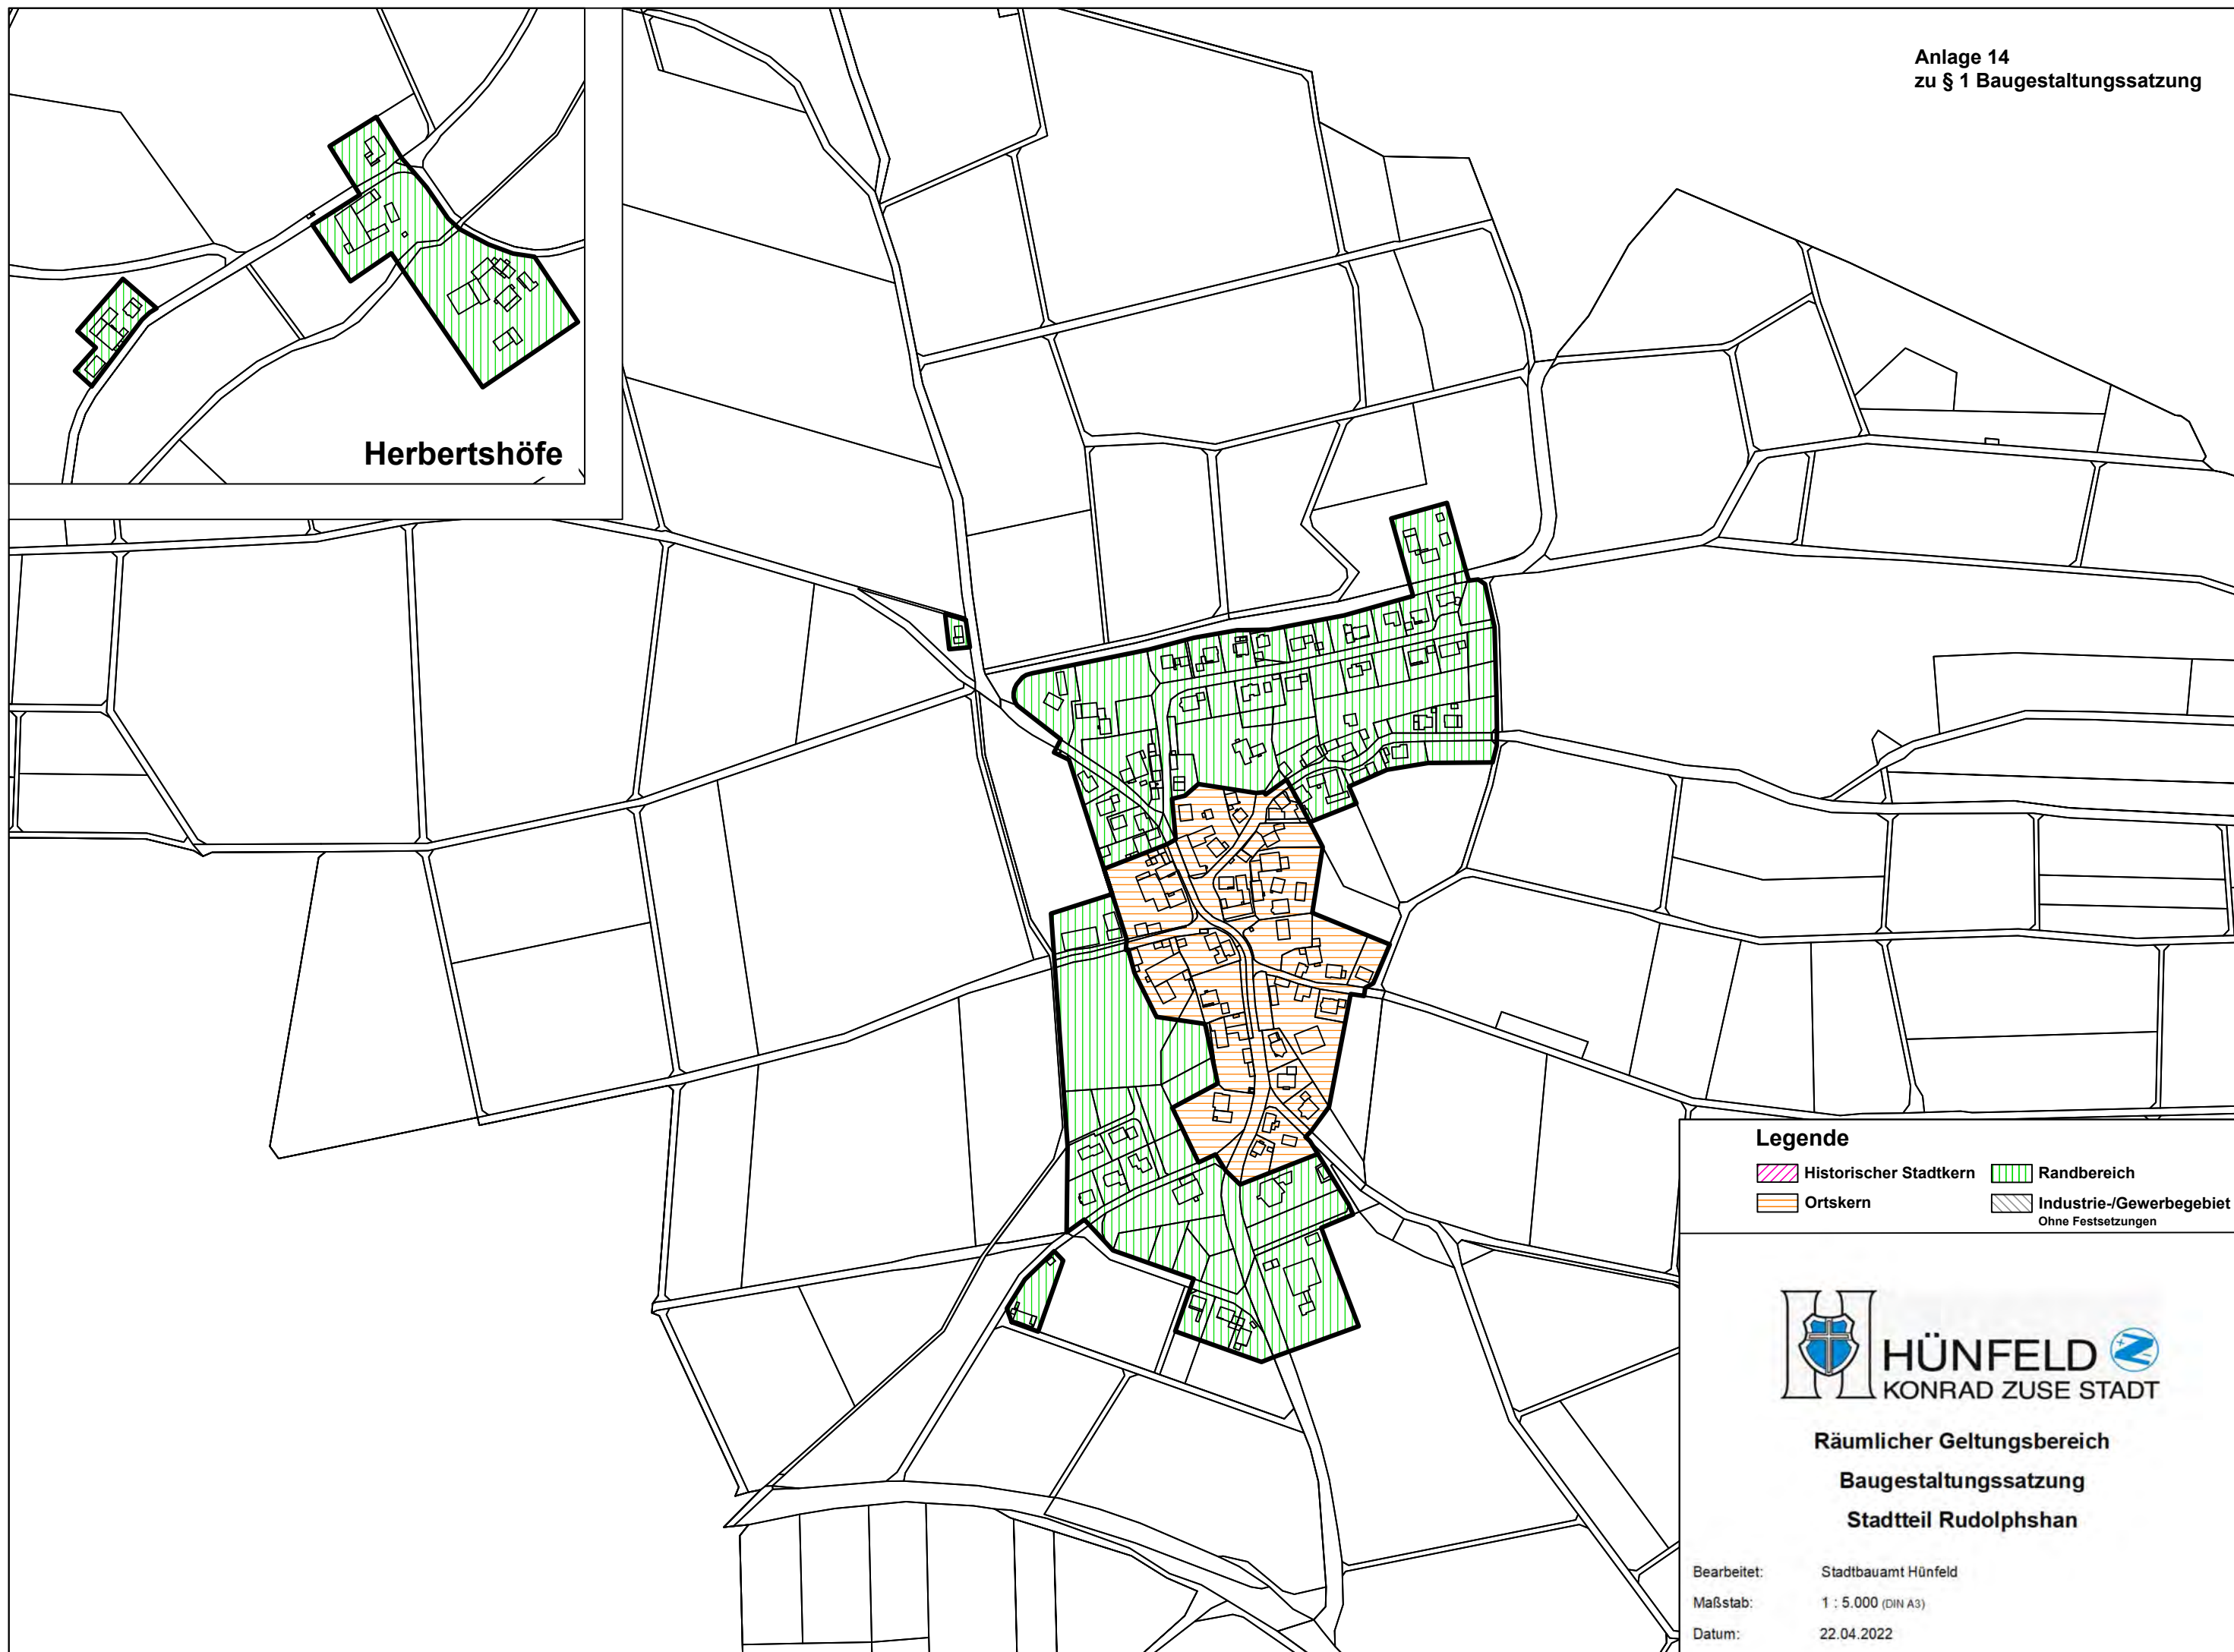 Anlage 14
zu § 1 Baugestaltungssatzung
Herbertshöfe
Legende
Historischer Stadtkern
Randbereich
Ortskern
Industrie-/Gewerbegebiet
Ohne Festsetzungen
HÜNFELD
KONRAD ZUSE STADT
Räumlicher Geltungsbereich
Baugestaltungssatzung
Stadtteil Rudolphshan
Bearbeitet: Stadtbauamt Hünfeld
Maßstab: 1 : 5.000 (DIN A3)
Datum: 22.04.2022